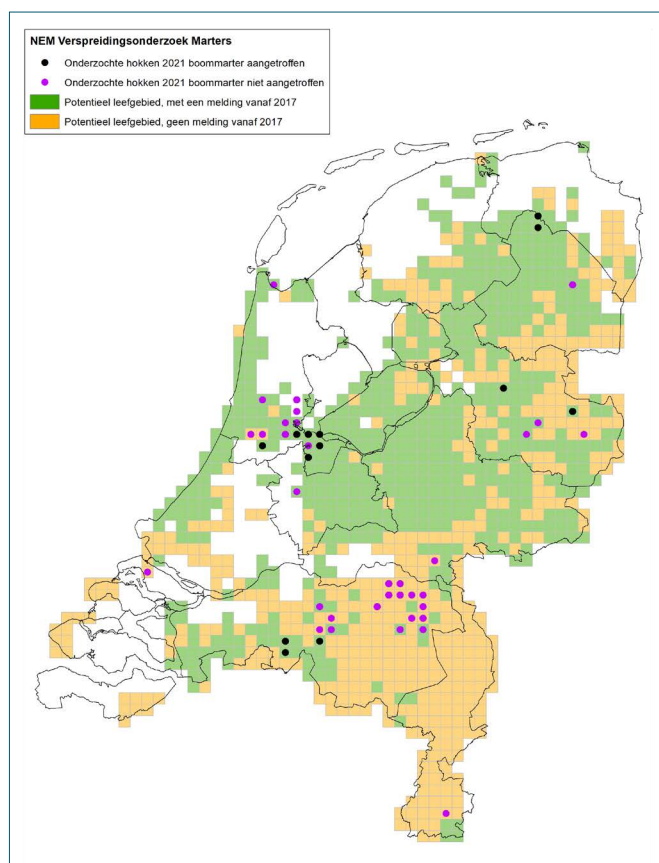 NEM Verspreidingsonderzoek Marters
Onderzochte hokken 2021 boommarter aangetroffen
Onderzochte hokken 2021 boommarter niet aangetroffen
Potentieel leefgebied, met een melding vanaf 2017
Potentieel leefgebied, geen melding vanaf 2017